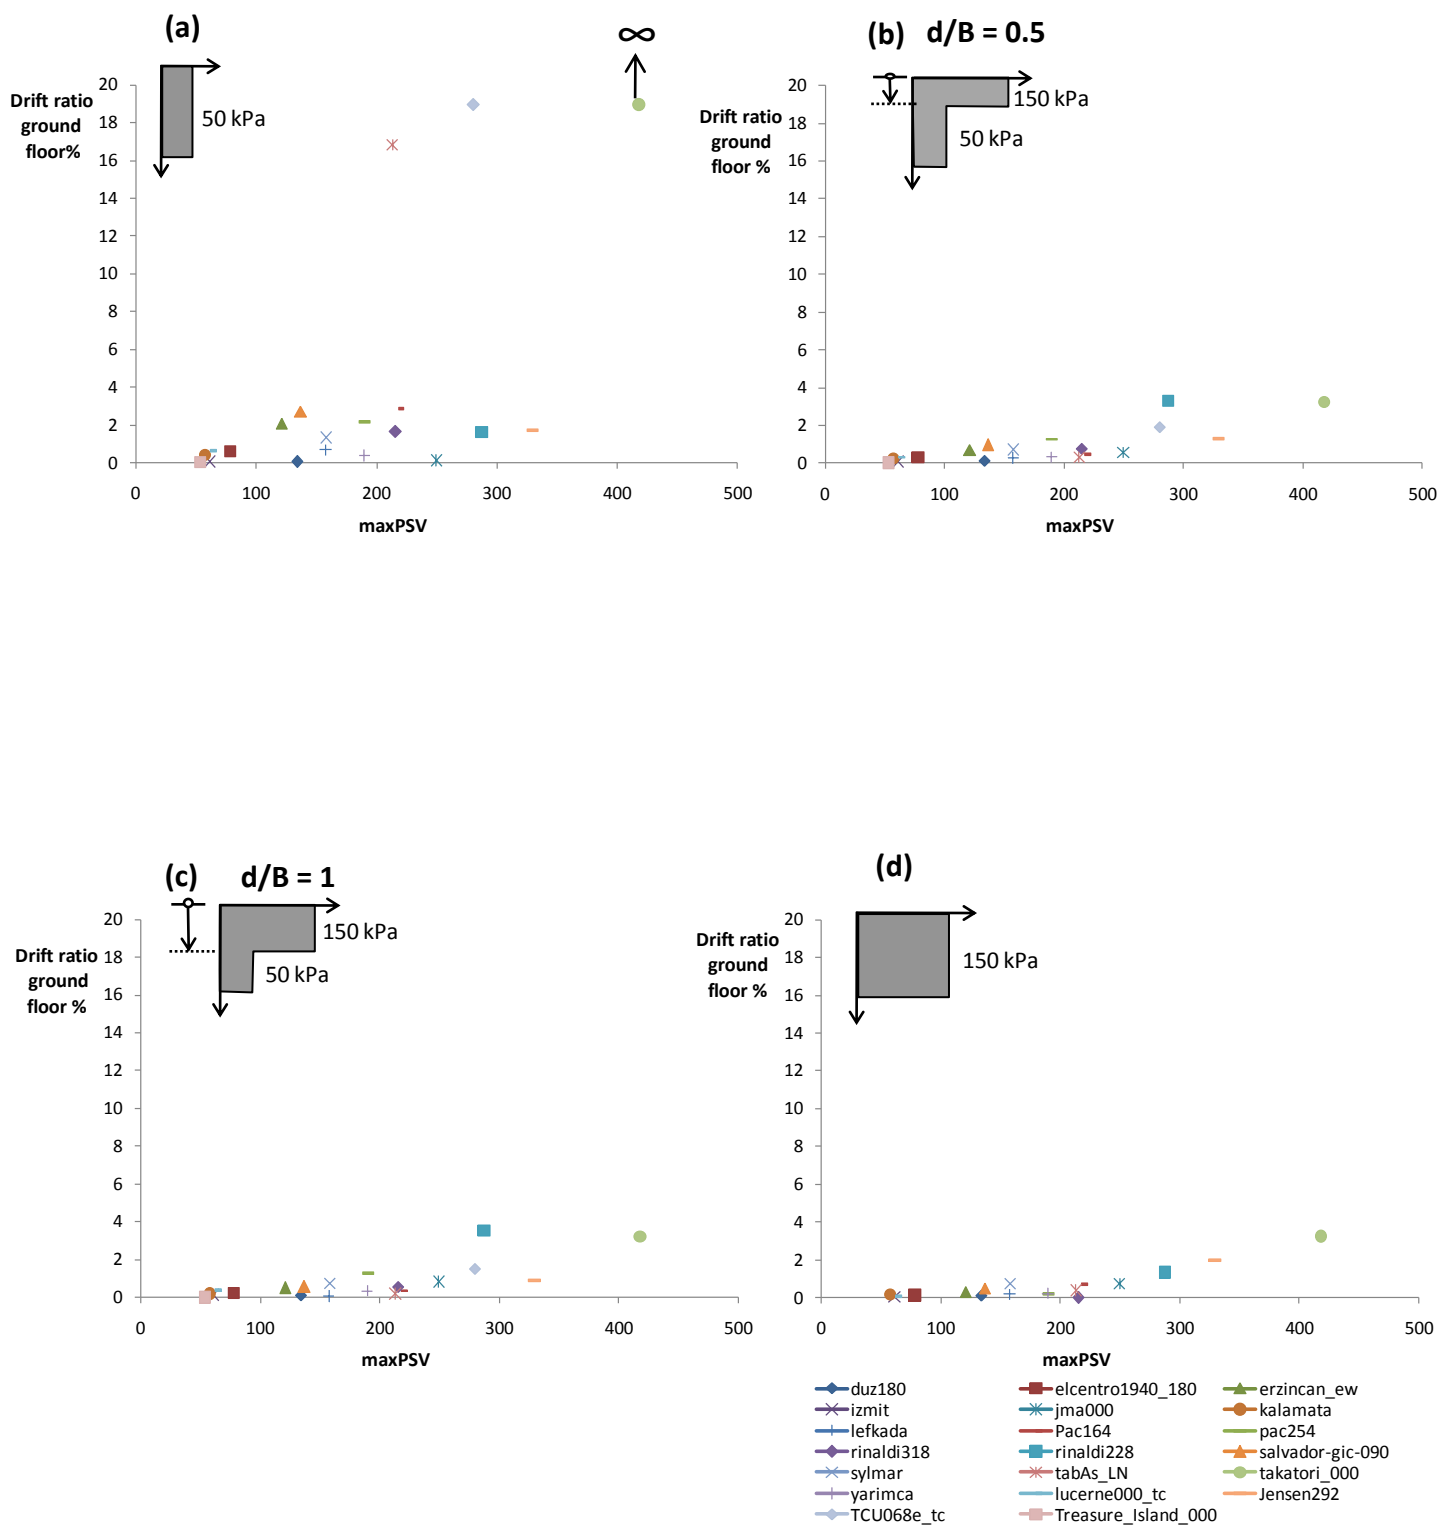 (a)
∞
Drift ratio
ground
floor%
50 kPa
20
18
16
14
12
10
8
6
4
2
0
0 100 200 300 400 500
maxPSV
(b) d/B = 0.5
Drift ratio
ground
floor %
150 kPa
50 kPa
20
18
16
14
12
10
8
6
4
2
0
0 100 200 300 400 500
maxPSV
(c) d/B = 1
Drift ratio
ground
floor %
150 kPa
50 kPa
20
18
16
14
12
10
8
6
4
2
0
0 100 200 300 400 500
maxPSV
(d)
Drift ratio
ground
floor %
150 kPa
20
18
16
14
12
10
8
6
4
2
0
0 100 200 300 400 500
maxPSV
duz180 elcentro1940_180 erzincan_ew
izmit jma000 kalamata
lefkada Pac164 pac254
rinaldi318 rinaldi228 salvador-gic-090
sylmar tabAs_LN takatori_000
yarimca lucerne000_tc Jensen292
TCU068e_tc Treasure_Island_000